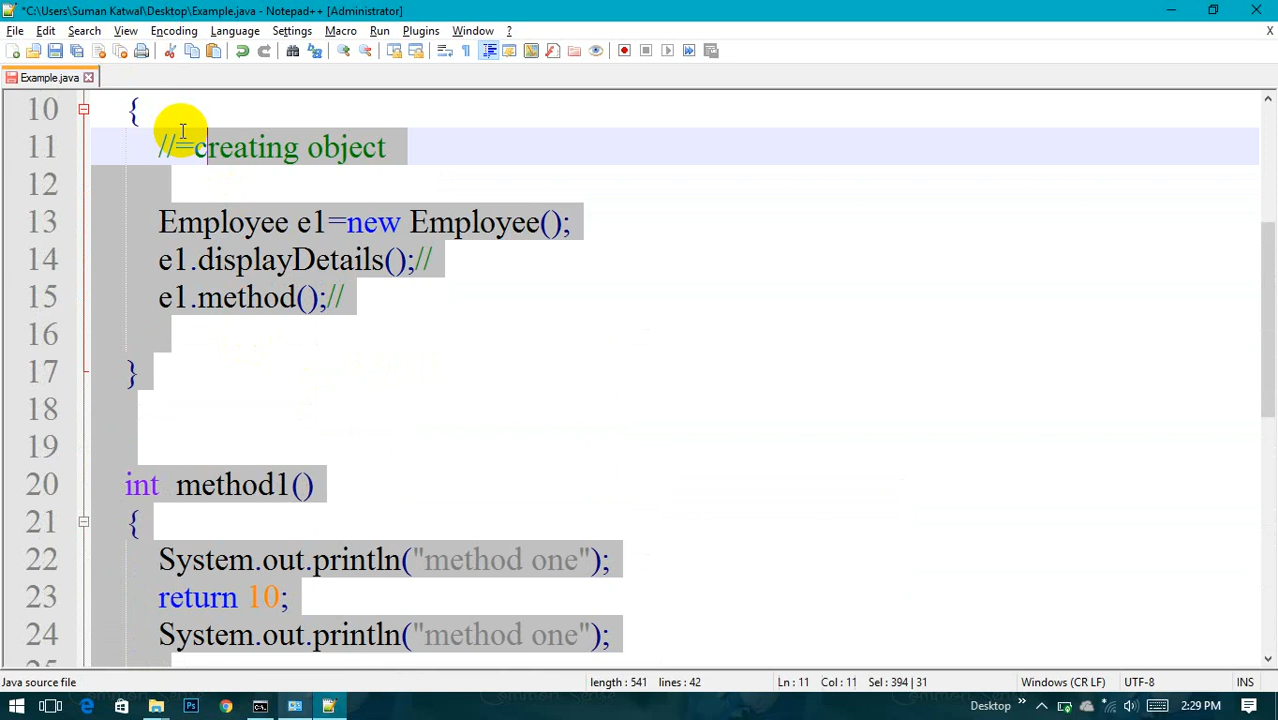 *C:\Users\Suman Katwal\Desktop\Example.java - Notepad++ [Administrator]
File Edit Search View Encoding Language Settings Macro Run Plugins Window ? X
Example.java
10 {
11 //=creating object
12
13 Employee e1=new Employee();
14 e1.displayDetails();//
15 e1.method();//
16
17 }
18
19
20 int method1()
21 {
22 System.out.println("method one");
23 return 10;
24 System.out.println("method one");
Java source file length : 541 lines : 42 Ln : 11 Col : 11 Sel : 394 | 31 Windows (CR LF) UTF-8 INS
Desktop » 2:29 PM